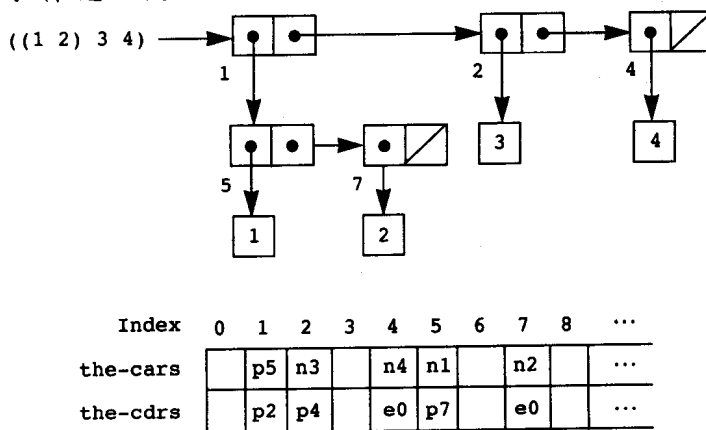 ((1 2) 3 4)
1
2
4
3
4
5
7
1
2
Index 0 1 2 3 4 5 6 7 8 ...
the-cars p5 n3 n4 n1 n2 ...
the-cdrs p2 p4 e0 p7 e0 ...